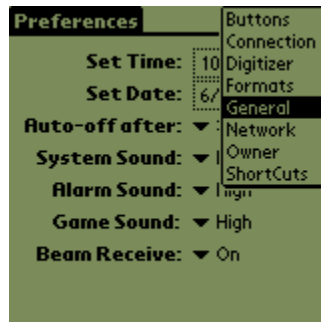 Preferences
Buttons
Connection
Set Time: 10 Digitizer
Formats
Set Date: 6/
General
Auto-off after:
Network
System Sound:
Owner
ShortCuts
Alarm Sound: High
Game Sound: High
Beam Receive: On